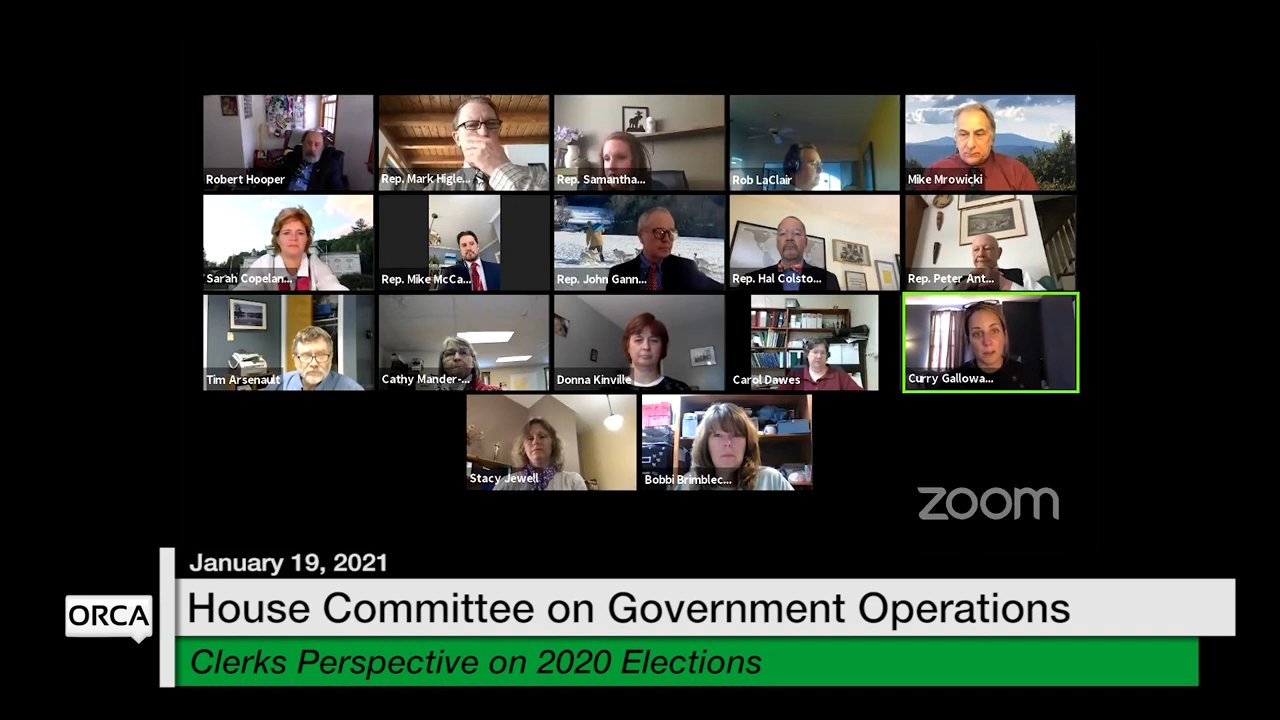 Robert Hooper
Rep. Mark Higle...
Rep. Samantha...
Rob LaClair
Mike Mrowicki
Sarah Copelan...
Rep. Mike McCa...
Rep. John Gann...
Rep. Hal Colsto...
Rep. Peter Ant...
Tim Arsenault
Cathy Mander-...
Donna Kinville
Carol Dawes
Curry Gallowa...
Stacy Jewell
Bobbi Brimblec...
zoom
January 19, 2021
ORCA
House Committee on Government Operations
Clerks Perspective on 2020 Elections